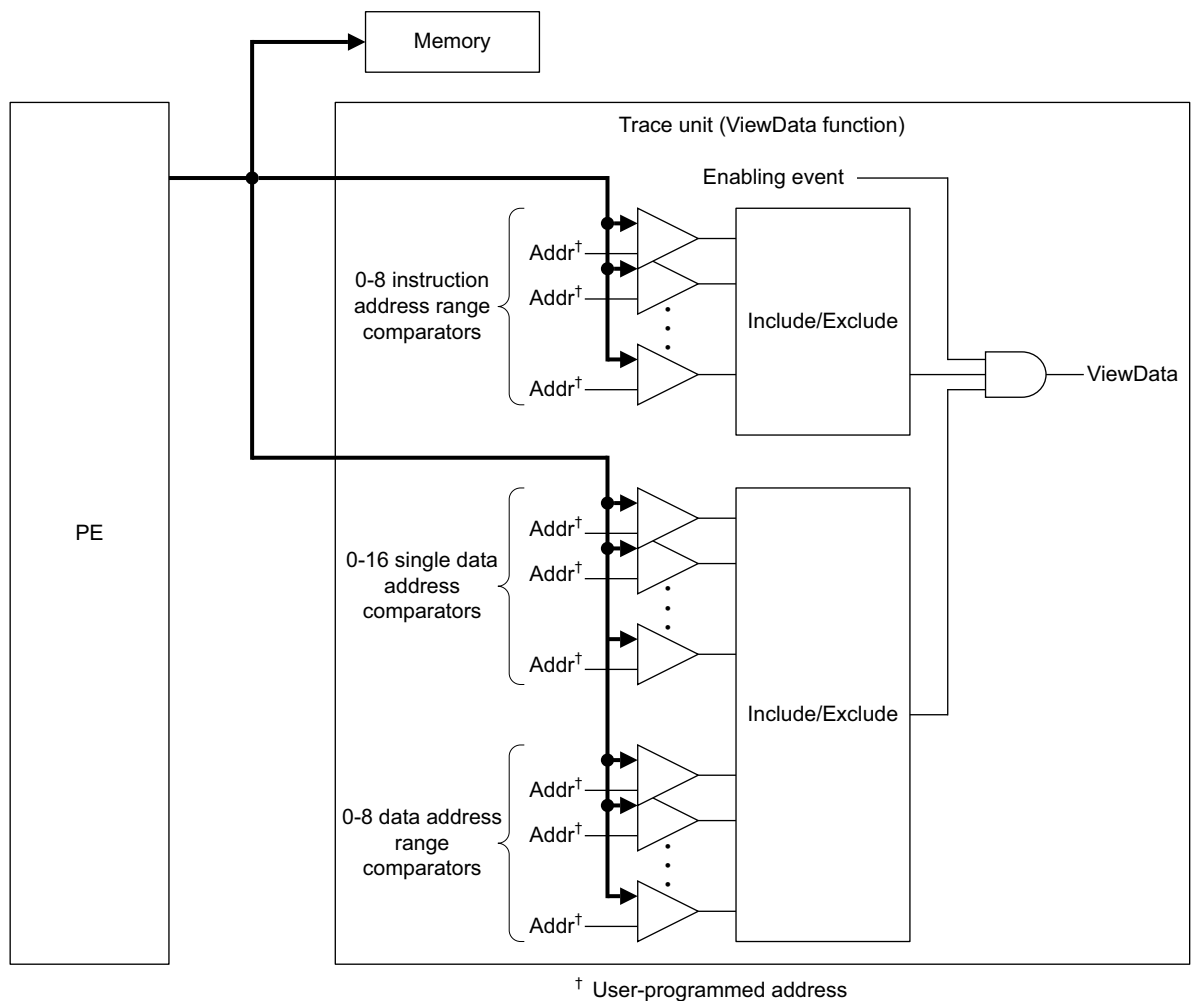 Memory
Trace unit (ViewData function)
PE
Enabling event
0-8 instruction
address range
comparators
Addr†
Addr†
Addr†
Include/Exclude
ViewData
0-16 single data
address
comparators
Addr†
Addr†
Addr†
Include/Exclude
0-8 data address
range
comparators
Addr†
Addr†
Addr†
† User-programmed address